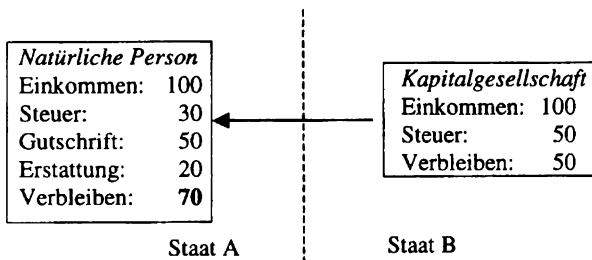 Natürliche Person
Einkommen: 100
Steuer: 30
Gutschrift: 50
Erstattung: 20
Verbleiben: 70
Kapitalgesellschaft
Einkommen: 100
Steuer: 50
Verbleiben: 50
Staat A
Staat B